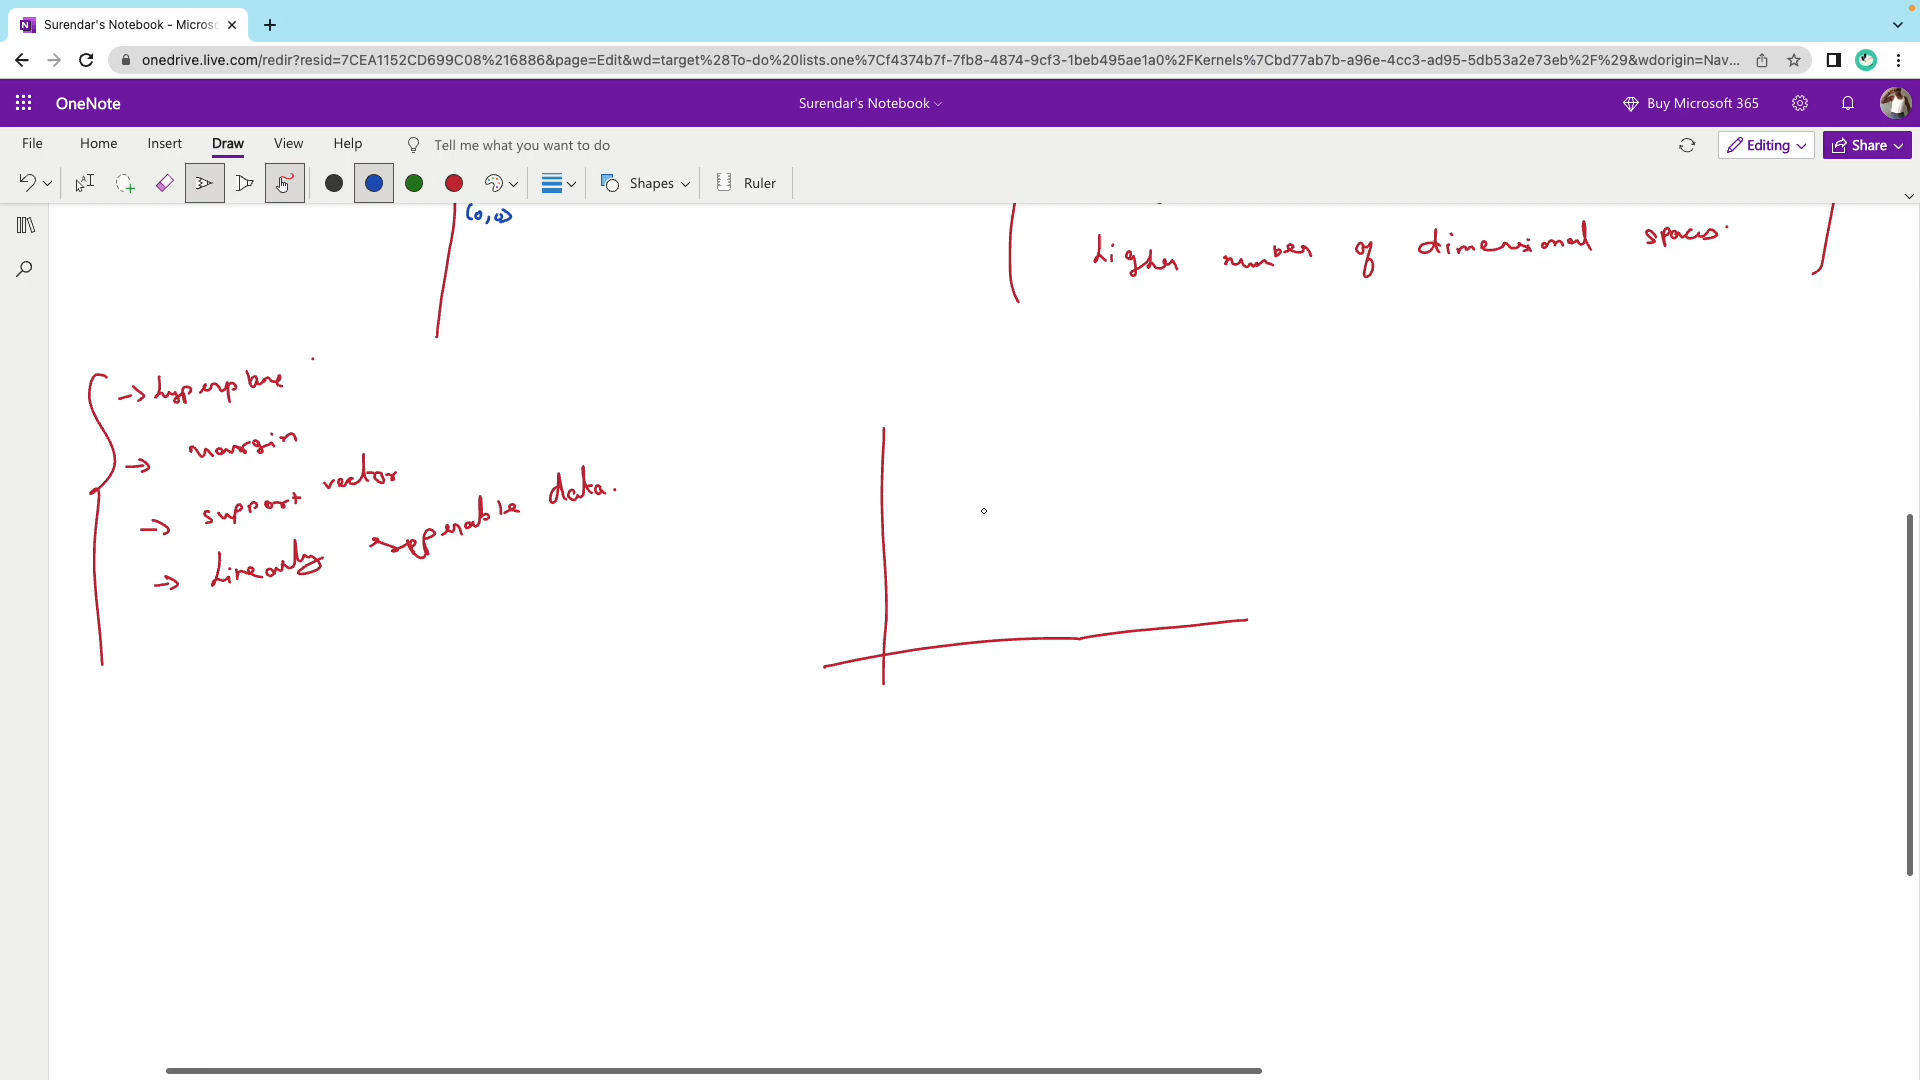 Surendar's Notebook - Micros
onedrive.live.com/redir?resid=7CEA1152CD699C08%216886&page=Edit&wd=target%28To-do%20lists.one%7Cf4374b7f-7fb8-4874-9cf3-1beb495ae1a0%2FKernels%7Cbd77ab7b-a96e-4cc3-ad95-5db53a2e73eb%2F%29&wdorigin=Nav...
OneNote
Surendar's Notebook
Buy Microsoft 365
File Home Insert Draw View Help Tell me what you want to do
Editing Share
Shapes Ruler
(0,0)
higher number of dimensional spaces.
-> hyperplane
-> margin
-> support vector
-> Linearly sepperable data.